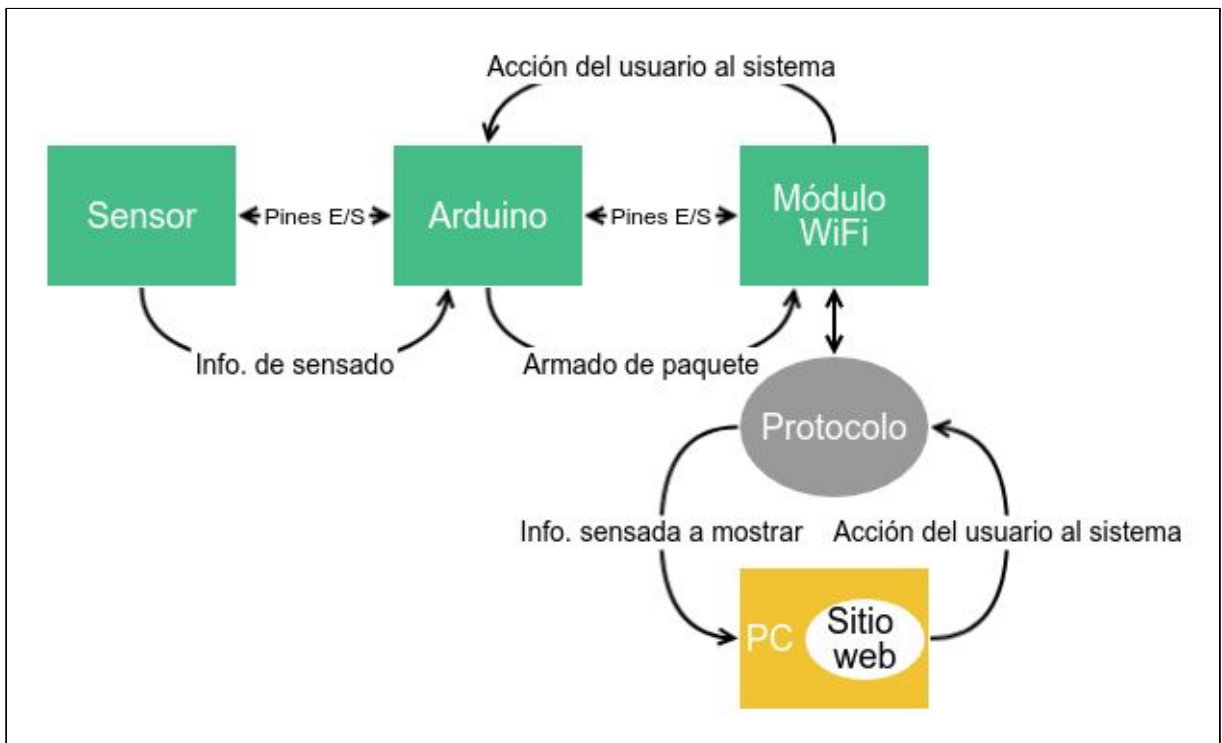 Acción del usuario al sistema
Sensor
Pines E/S
Arduino
Pines E/S
Módulo
WiFi
Info. de sensado
Armado de paquete
Protocolo
Info. sensada a mostrar
Acción del usuario al sistema
PC
Sitio
web